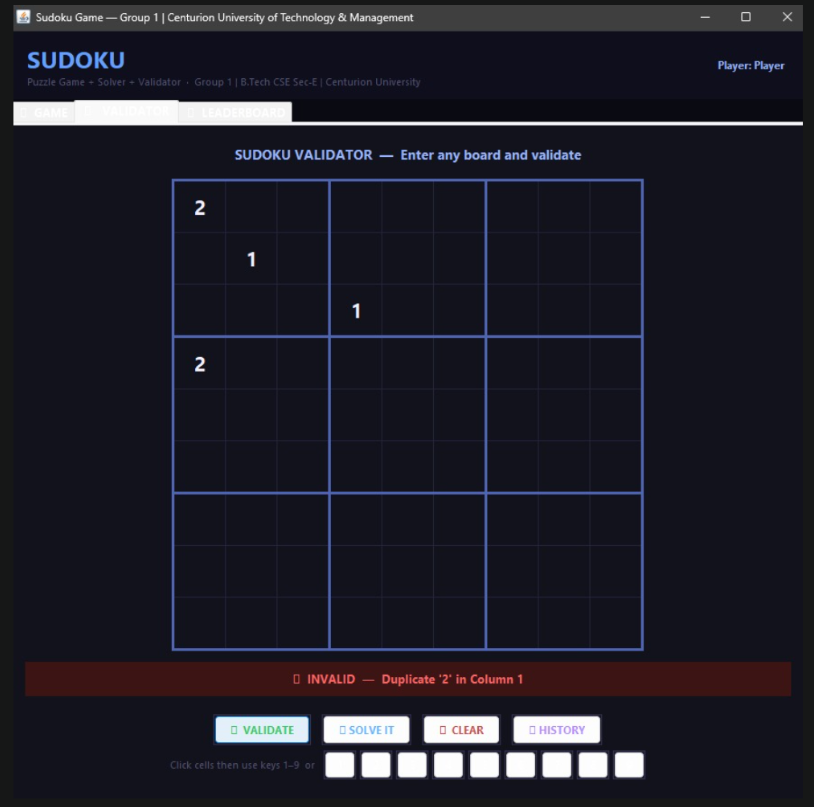 Sudoku Game — Group 1 | Centurion University of Technology & Management
SUDOKU
Puzzle Game + Solver + Validator · Group 1 | B.Tech CSE Sec-E | Centurion University
Player: Player
GAME VALIDATOR LEADERBOARD
SUDOKU VALIDATOR — Enter any board and validate
2
1
1
2
INVALID — Duplicate '2' in Column 1
VALIDATE SOLVE IT CLEAR HISTORY
Click cells then use keys 1–9 or